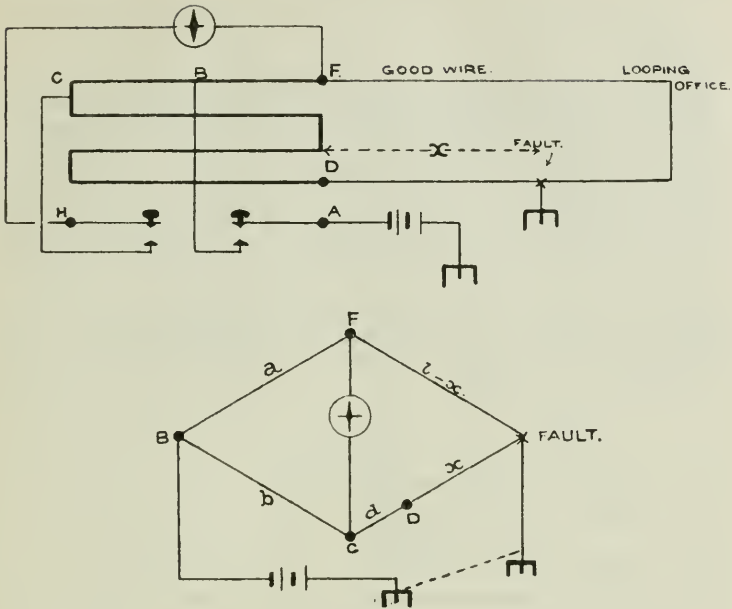 C B F. GOOD WIRE. LOOPING
OFFICE.
x FAULT.
D
H A
F
a l-x.
B FAULT.
b x
d D
C